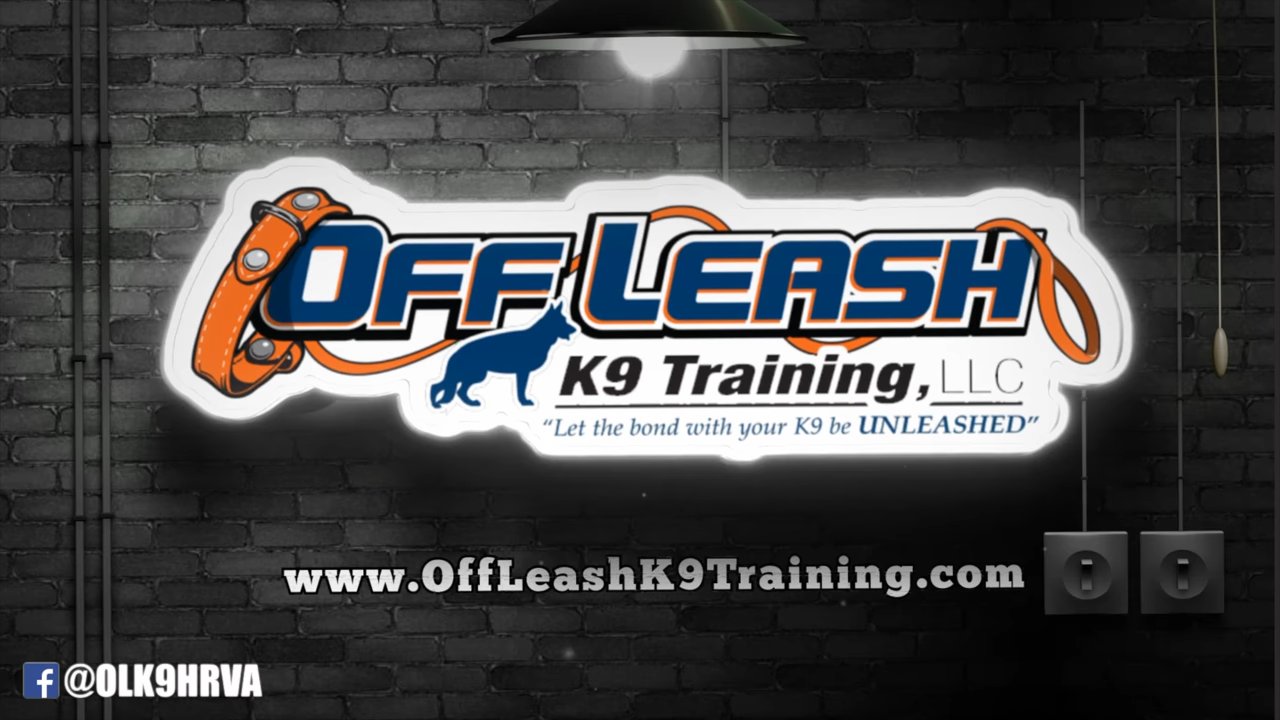 OFF LEASH
K9 Training, LLC
“Let the bond with your K9 be UNLEASHED”
www.OffLeashK9Training.com
f @OLK9HRVA